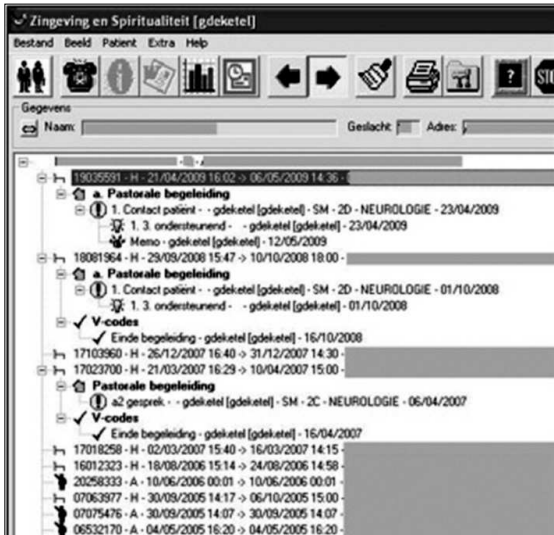 Zingeving en Spiritualiteit [gdeketel]
Bestand Beeld Patient Extra Help
? STO
Gegevens
Naam: Geslacht: Adres:
19035591 - H - 21/04/2009 16:02 -> 06/05/2009 14:36 -
a. Pastorale begeleiding
1. Contact patiënt - - gdeketel [gdeketel] - SM - 2D - NEUROLOGIE - 23/04/2009
1. 3. ondersteunend - - gdeketel [gdeketel] - 23/04/2009
Memo - gdeketel [gdeketel] - 12/05/2009
18081964 - H - 29/09/2008 15:47 -> 10/10/2008 18:00 -
a. Pastorale begeleiding
1. Contact patiënt - - gdeketel [gdeketel] - SM - 2D - NEUROLOGIE - 01/10/2008
1. 3. ondersteunend - - gdeketel [gdeketel] - 01/10/2008
V-codes
Einde begeleiding - gdeketel [gdeketel] - 16/10/2008
17103960 - H - 26/12/2007 16:40 -> 31/12/2007 14:30 -
17023700 - H - 21/03/2007 16:29 -> 10/04/2007 15:00 -
Pastorale begeleiding
a2 gesprek - - gdeketel [gdeketel] - SM - 2C - NEUROLOGIE - 06/04/2007
V-codes
Einde begeleiding - gdeketel [gdeketel] - 16/04/2007
17018258 - H - 02/03/2007 15:40 -> 16/03/2007 14:15 -
16012323 - H - 18/08/2006 15:14 -> 24/08/2006 14:58 -
20258333 - A - 10/06/2006 00:01 -> 10/06/2006 00:01 -
07063977 - H - 30/09/2005 14:17 -> 06/10/2005 15:00 -
07075476 - A - 30/09/2005 14:07 -> 30/09/2005 14:07 -
06532170 - A - 04/05/2005 16:20 -> 04/05/2005 16:20 -